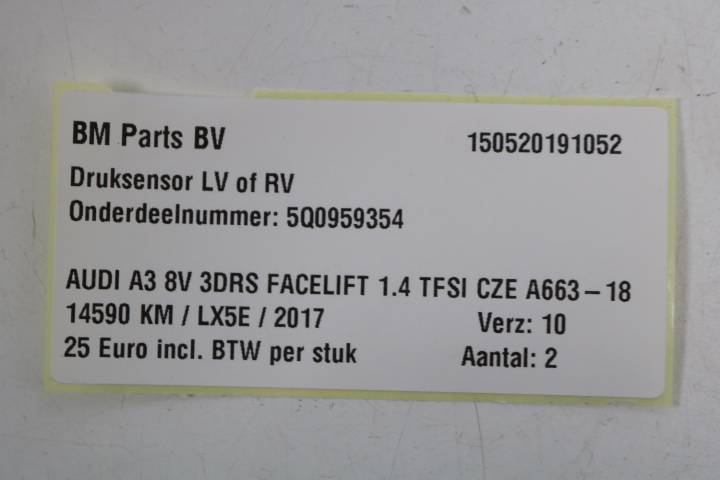 BM Parts BV 150520191052
Druksensor LV of RV
Onderdeelnummer: 5Q0959354
AUDI A3 8V 3DRS FACELIFT 1.4 TFSI CZE A663-18
14590 KM / LX5E / 2017 Verz: 10
25 Euro incl. BTW per stuk Aantal: 2